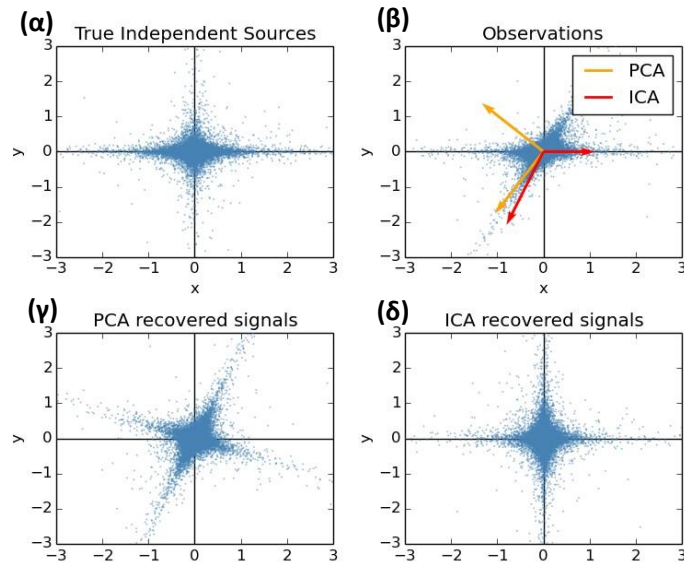 (α)
True Independent Sources
3
2
1
0
−1
−2
−3
y
−3 −2 −1 0 1 2 3
x
(β)
Observations
PCA
ICA
3
2
1
0
−1
−2
−3
y
−3 −2 −1 0 1 2 3
x
(γ)
PCA recovered signals
3
2
1
0
−1
−2
−3
y
−3 −2 −1 0 1 2 3
(δ)
ICA recovered signals
3
2
1
0
−1
−2
−3
y
−3 −2 −1 0 1 2 3